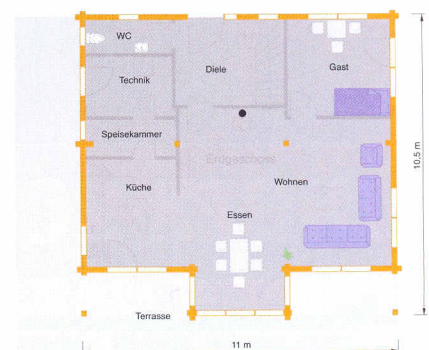 WC
Diele
Gast
Technik
Speisekammer
Erdgeschoss
Küche
Wohnen
Essen
Terrasse
10,5 m
11 m